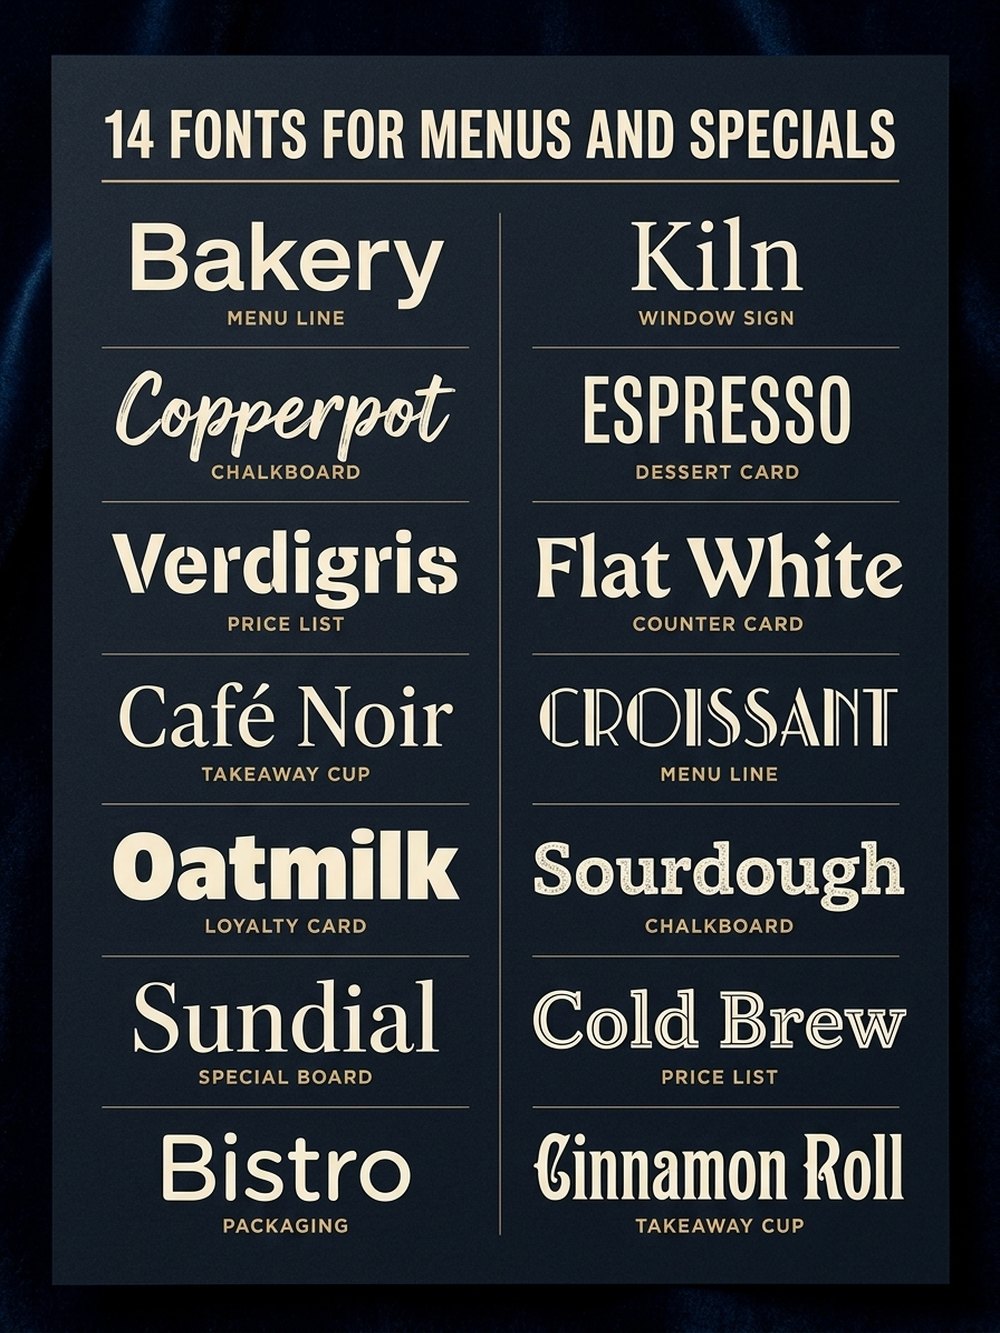 14 FONTS FOR MENUS AND SPECIALS
Bakery
MENU LINE
Copperpot
CHALKBOARD
Verdigris
PRICE LIST
Café Noir
TAKEAWAY CUP
Oatmilk
LOYALTY CARD
Sundial
SPECIAL BOARD
Bistro
PACKAGING
Kiln
WINDOW SIGN
ESPRESSO
DESSERT CARD
Flat White
COUNTER CARD
CROISSANT
MENU LINE
Sourdough
CHALKBOARD
Cold Brew
PRICE LIST
Cinnamon Roll
TAKEAWAY CUP